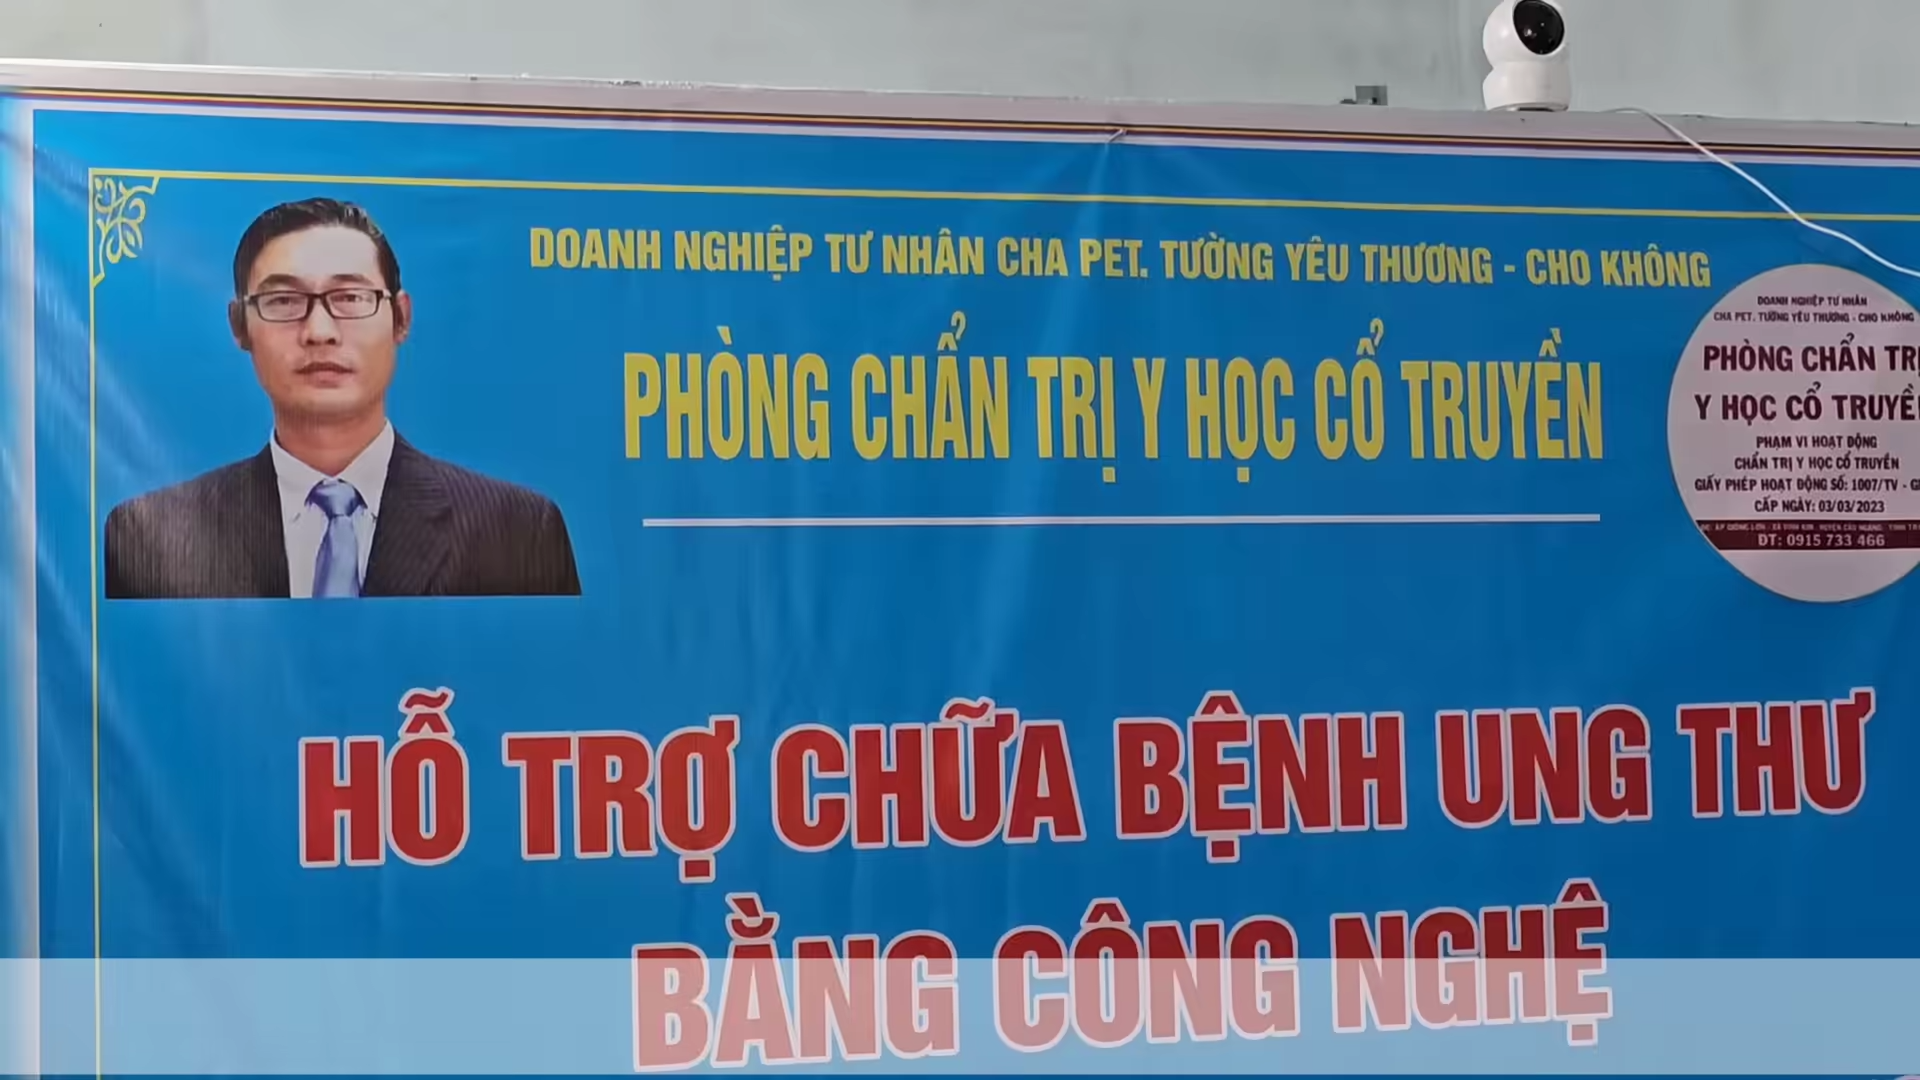 DOANH NGHIỆP TƯ NHÂN CHA PET. TƯỜNG YÊU THƯƠNG - CHO KHÔNG
PHÒNG CHẨN TRỊ Y HỌC CỔ TRUYỀN
DOANH NGHIỆP TƯ NHÂN
CHA PET. TƯỜNG YÊU THƯƠNG - CHO KHÔNG
PHÒNG CHẨN TRỊ
Y HỌC CỔ TRUYỀN
PHẠM VI HOẠT ĐỘNG
CHẨN TRỊ Y HỌC CỔ TRUYỀN
GIẤY PHÉP HOẠT ĐỘNG SỐ: 1007/TV -
CẤP NGÀY: 03/03/2023
ĐT: 0915 733 466
HỖ TRỢ CHỮA BỆNH UNG THƯ
BẰNG CÔNG NGHỆ